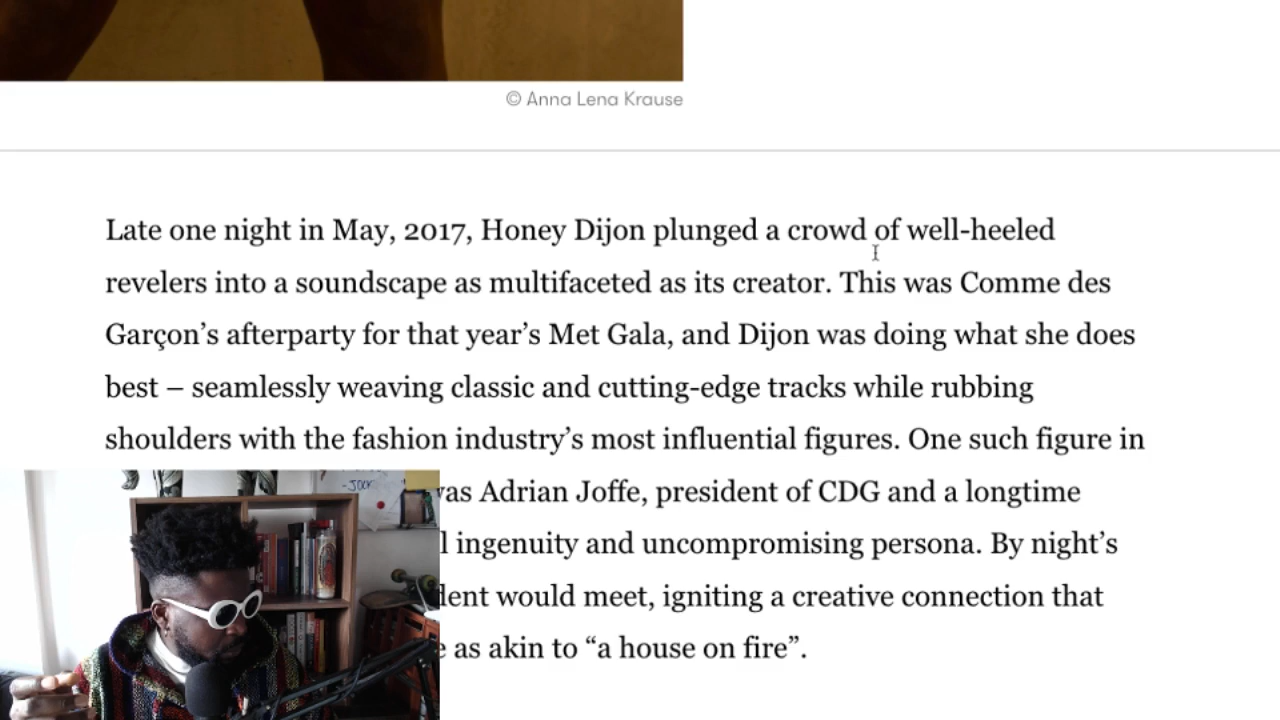 © Anna Lena Krause
Late one night in May, 2017, Honey Dijon plunged a crowd of well-heeled
revelers into a soundscape as multifaceted as its creator. This was Comme des
Garçon’s afterparty for that year’s Met Gala, and Dijon was doing what she does
best – seamlessly weaving classic and cutting-edge tracks while rubbing
shoulders with the fashion industry’s most influential figures. One such figure in
was Adrian Joffe, president of CDG and a longtime
ingenuity and uncompromising persona. By night’s
would meet, igniting a creative connection that
as akin to “a house on fire”.